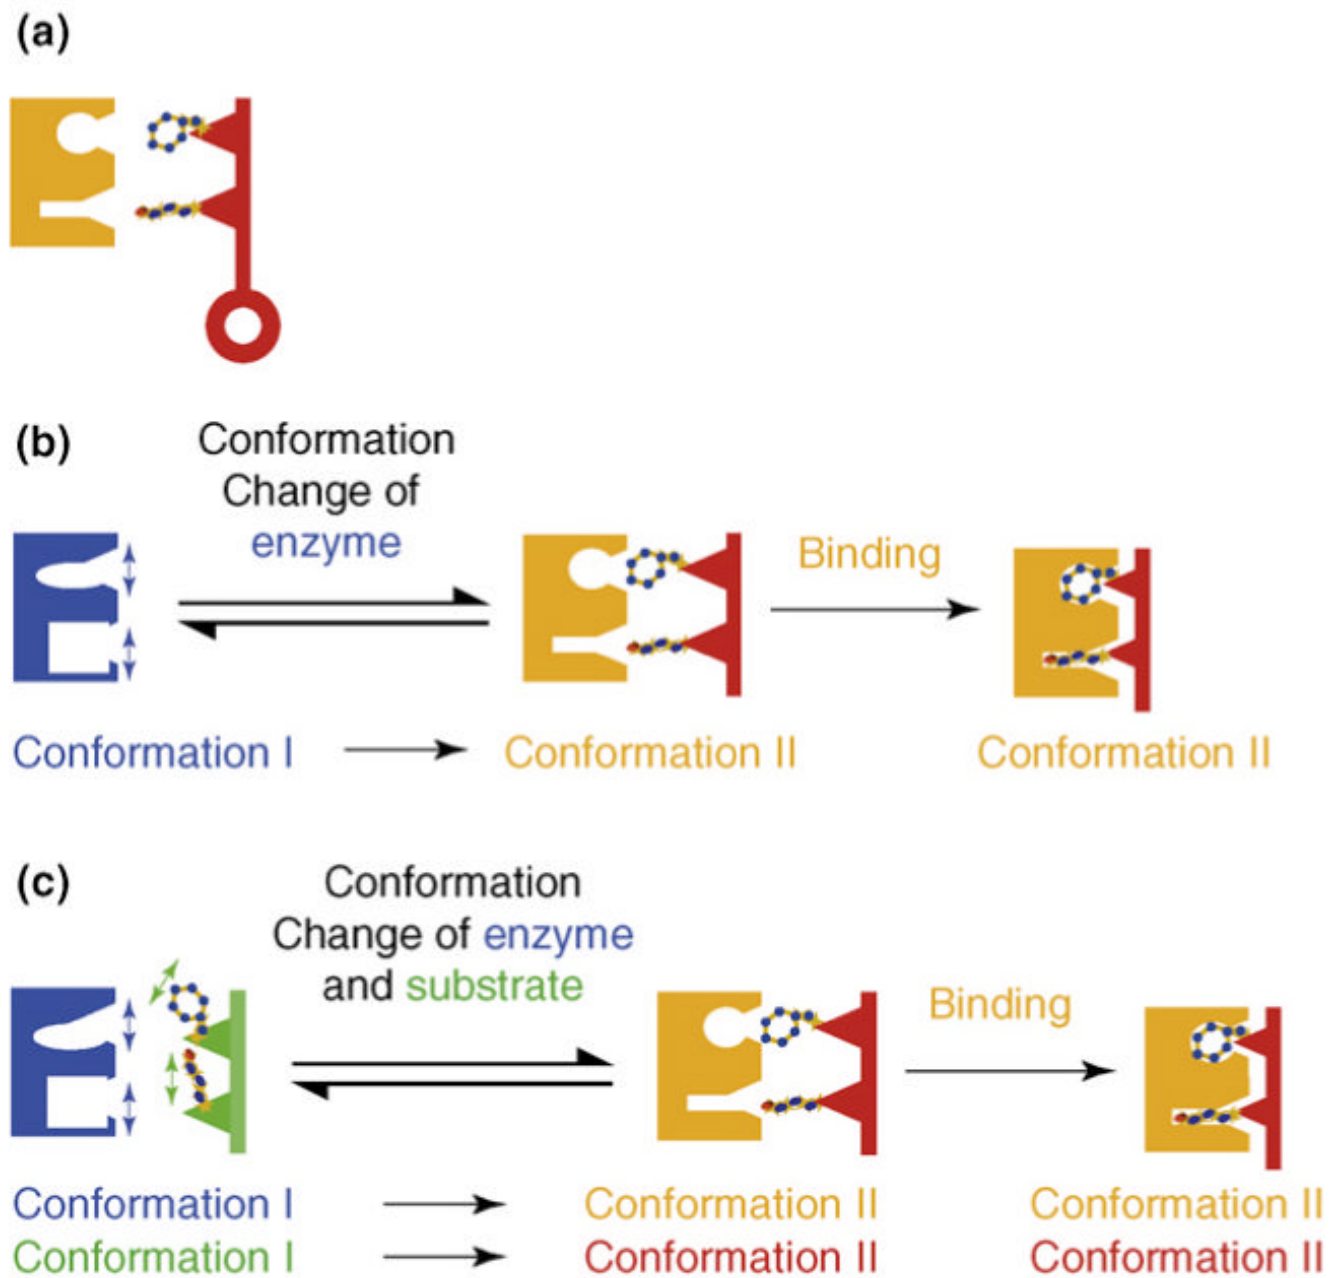 (a)
(b)
Conformation
Change of
enzyme
Binding
Conformation I
Conformation II
Conformation II
(c)
Conformation
Change of enzyme
and substrate
Binding
Conformation I
Conformation II
Conformation II
Conformation I
Conformation II
Conformation II